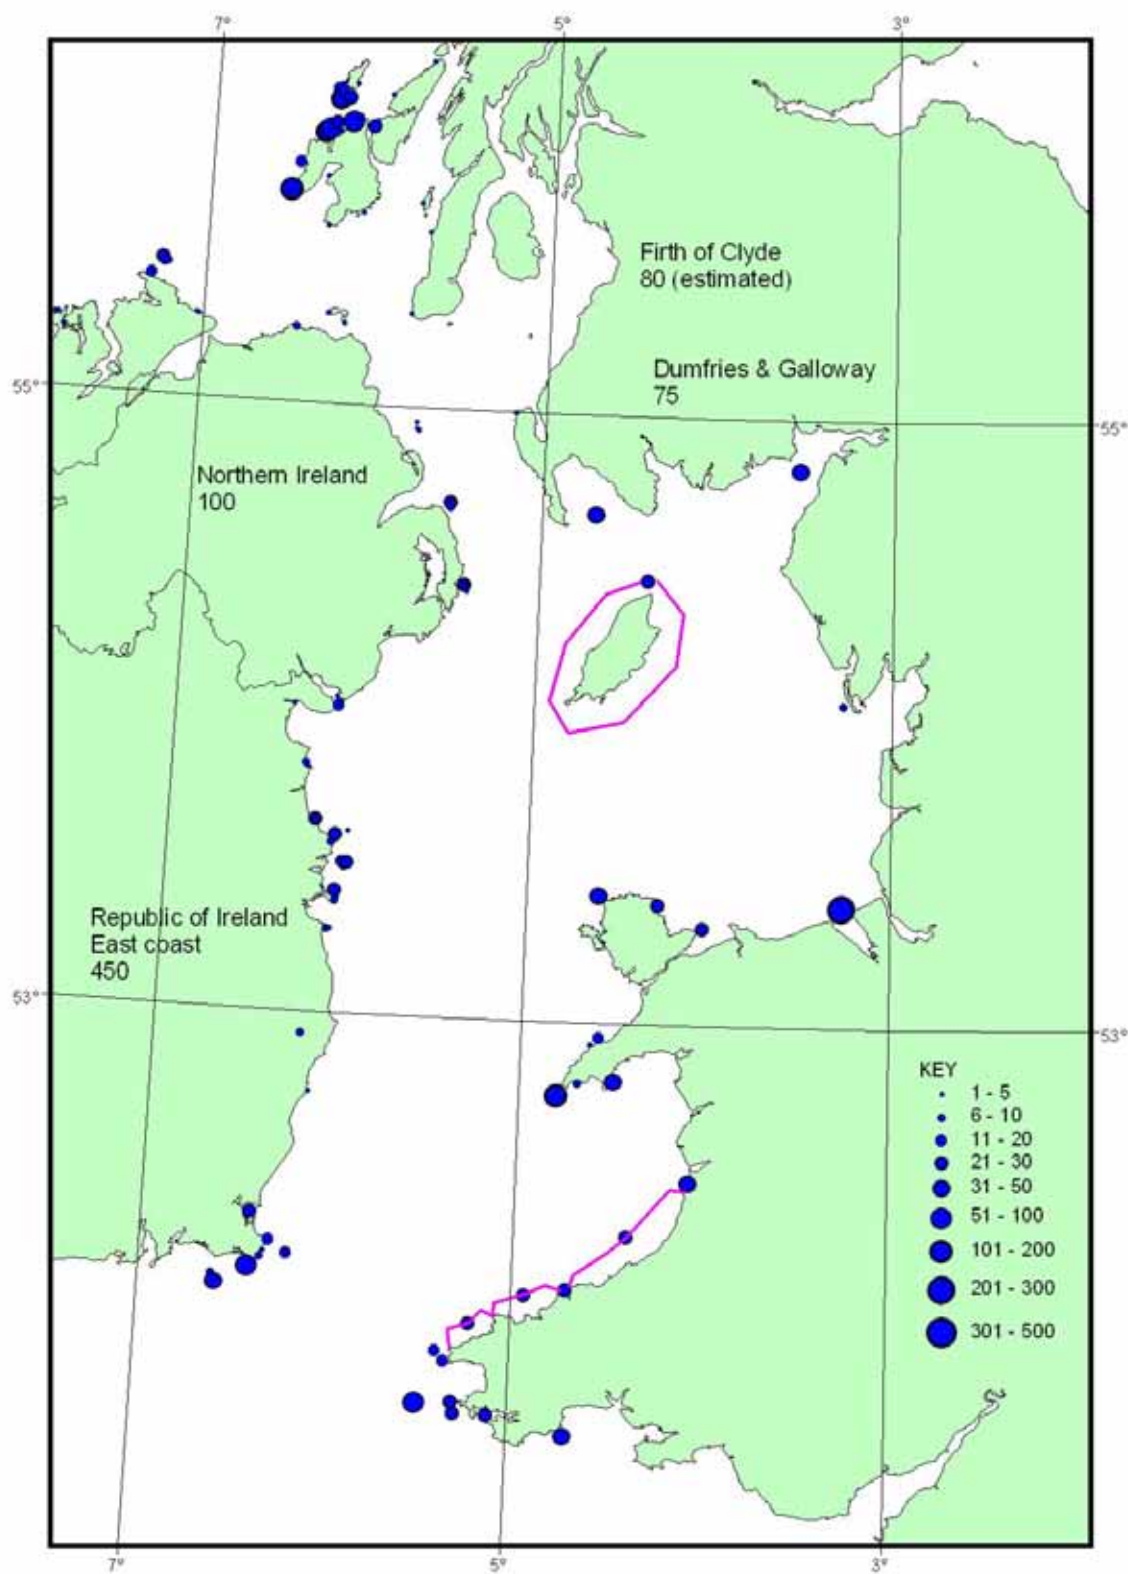 7° 5° 3°
Firth of Clyde
80 (estimated)
Dumfries & Galloway
75
55° 55°
Northern Ireland
100
Republic of Ireland
East coast
450
53° 53°
KEY
1 - 5
6 - 10
11 - 20
21 - 30
31 - 50
51 - 100
101 - 200
201 - 300
301 - 500
7° 5° 3°